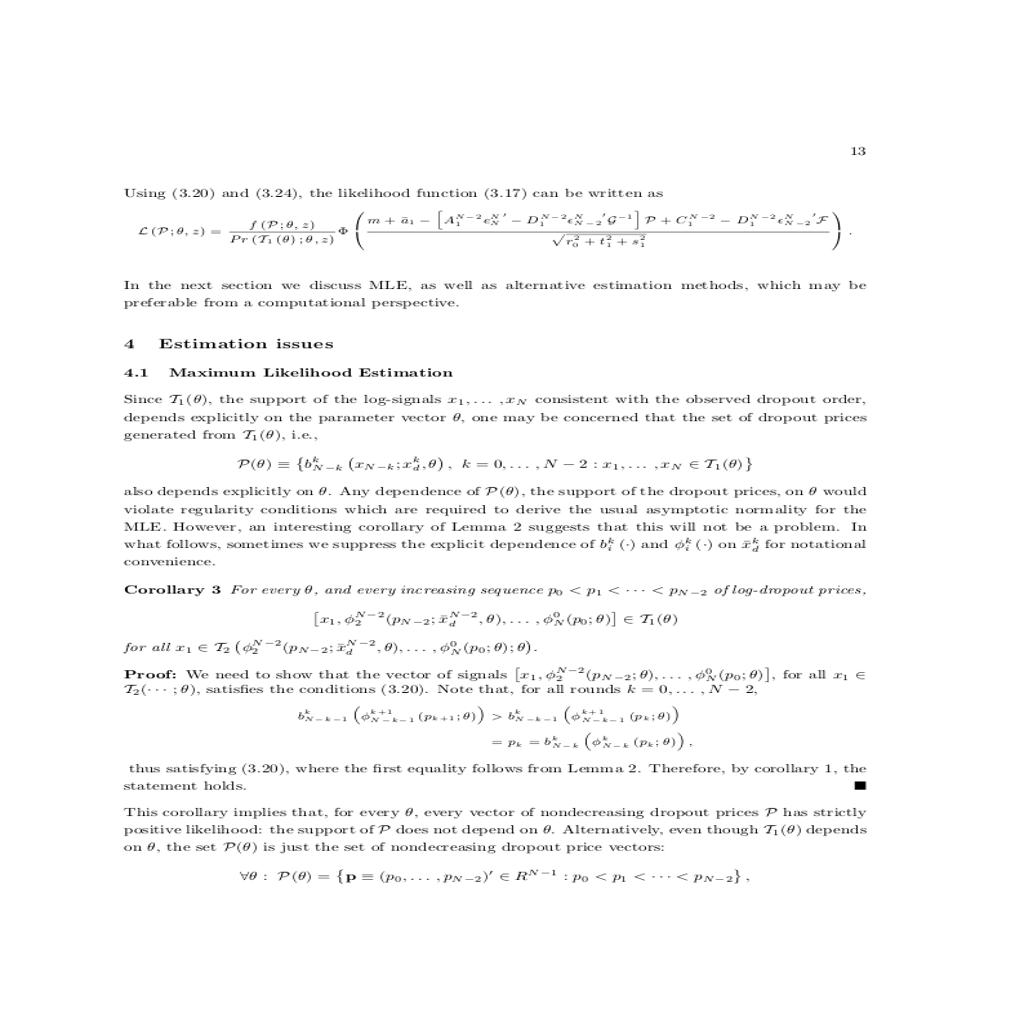 13
Using (3.20) and (3.24), the likelihood function (3.17) can be written as
$\mathcal{L}(\mathcal{P};\theta,z) = \frac{f(\mathcal{P};\theta,z)}{Pr(\mathcal{T}_1(\theta);\theta,z)} \Phi\left(\frac{m+\bar{a}_1-\left[A_1^{N-2}\epsilon_N^{N\prime}-D_1^{N-2}\epsilon_{N-2}^{N}{}'\mathcal{G}^{-1}\right]\mathcal{P}+C_1^{N-2}-D_1^{N-2}\epsilon_{N-2}^{N}{}'\mathcal{F}}{\sqrt{r_0^2+t_1^2+s_1^2}}\right).$
In the next section we discuss MLE, as well as alternative estimation methods, which may be
preferable from a computational perspective.
4 Estimation issues
4.1 Maximum Likelihood Estimation
Since $\mathcal{T}_1(\theta)$, the support of the log-signals $x_1, \ldots, x_N$ consistent with the observed dropout order,
depends explicitly on the parameter vector $\theta$, one may be concerned that the set of dropout prices
generated from $\mathcal{T}_1(\theta)$, i.e.,
$\mathcal{P}(\theta) \equiv \{b_{N-k}^k(x_{N-k};x_d^k,\theta),\ k=0,\ldots,N-2 : x_1,\ldots,x_N \in \mathcal{T}_1(\theta)\}$
also depends explicitly on $\theta$. Any dependence of $\mathcal{P}(\theta)$, the support of the dropout prices, on $\theta$ would
violate regularity conditions which are required to derive the usual asymptotic normality for the
MLE. However, an interesting corollary of Lemma 2 suggests that this will not be a problem. In
what follows, sometimes we suppress the explicit dependence of $b_i^k(\cdot)$ and $\phi_i^k(\cdot)$ on $\bar{x}_d^k$ for notational
convenience.
Corollary 3 For every $\theta$, and every increasing sequence $p_0 < p_1 < \cdots < p_{N-2}$ of log-dropout prices,
$[x_1, \phi_2^{N-2}(p_{N-2};\bar{x}_d^{N-2},\theta), \ldots, \phi_N^0(p_0;\theta)] \in \mathcal{T}_1(\theta)$
for all $x_1 \in \mathcal{T}_2(\phi_2^{N-2}(p_{N-2};\bar{x}_d^{N-2},\theta), \ldots, \phi_N^0(p_0;\theta);\theta)$.
Proof: We need to show that the vector of signals $[x_1, \phi_2^{N-2}(p_{N-2};\theta), \ldots, \phi_N^0(p_0;\theta)]$, for all $x_1 \in$
$\mathcal{T}_2(\cdots;\theta)$, satisfies the conditions (3.20). Note that, for all rounds $k=0,\ldots,N-2$,
$b_{N-k-1}^k\left(\phi_{N-k-1}^{k+1}(p_{k+1};\theta)\right) > b_{N-k-1}^k\left(\phi_{N-k-1}^{k+1}(p_k;\theta)\right)$
$= p_k = b_{N-k}^k\left(\phi_{N-k}^k(p_k;\theta)\right),$
thus satisfying (3.20), where the first equality follows from Lemma 2. Therefore, by corollary 1, the
statement holds. ■
This corollary implies that, for every $\theta$, every vector of nondecreasing dropout prices $\mathcal{P}$ has strictly
positive likelihood: the support of $\mathcal{P}$ does not depend on $\theta$. Alternatively, even though $\mathcal{T}_1(\theta)$ depends
on $\theta$, the set $\mathcal{P}(\theta)$ is just the set of nondecreasing dropout price vectors:
$\forall\theta :\ \mathcal{P}(\theta) = \{\mathbf{p} \equiv (p_0,\ldots,p_{N-2})' \in R^{N-1} : p_0 < p_1 < \cdots < p_{N-2}\},$